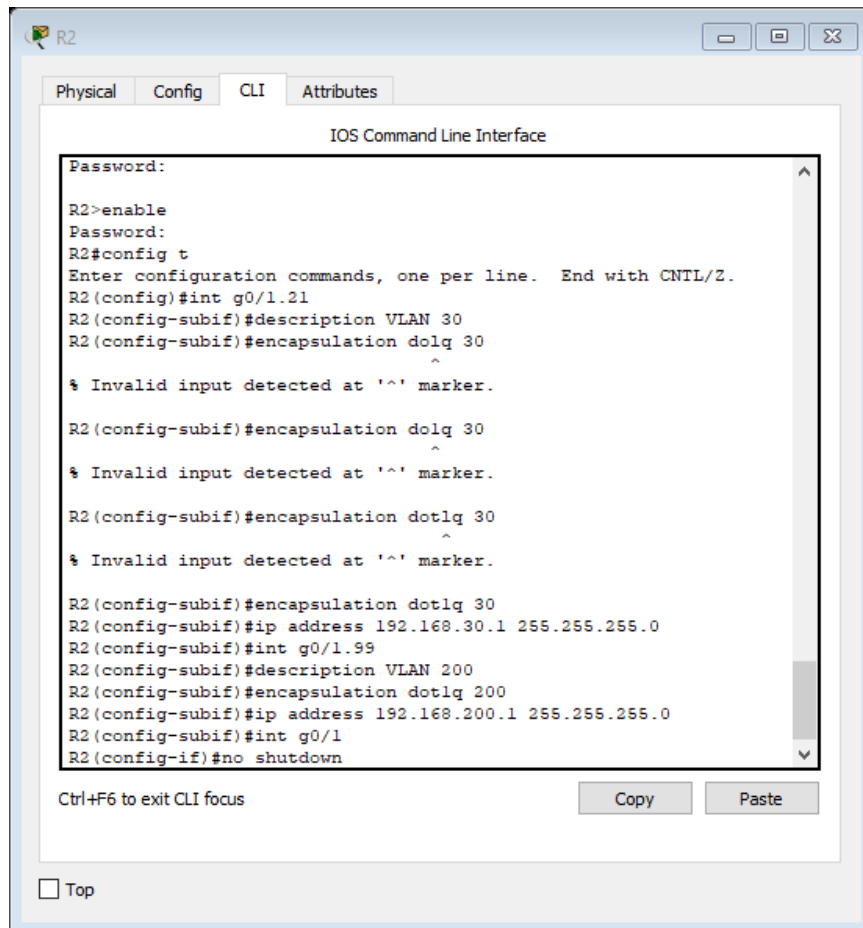 R2
Physical Config CLI Attributes
IOS Command Line Interface
Password:
R2>enable
Password:
R2#config t
Enter configuration commands, one per line. End with CNTL/Z.
R2(config)#int g0/1.21
R2(config-subif)#description VLAN 30
R2(config-subif)#encapsulation dolq 30
^
% Invalid input detected at '^' marker.
R2(config-subif)#encapsulation dolq 30
^
% Invalid input detected at '^' marker.
R2(config-subif)#encapsulation dotlq 30
^
% Invalid input detected at '^' marker.
R2(config-subif)#encapsulation dot1q 30
R2(config-subif)#ip address 192.168.30.1 255.255.255.0
R2(config-subif)#int g0/1.99
R2(config-subif)#description VLAN 200
R2(config-subif)#encapsulation dot1q 200
R2(config-subif)#ip address 192.168.200.1 255.255.255.0
R2(config-subif)#int g0/1
R2(config-if)#no shutdown
Ctrl+F6 to exit CLI focus Copy Paste
Top